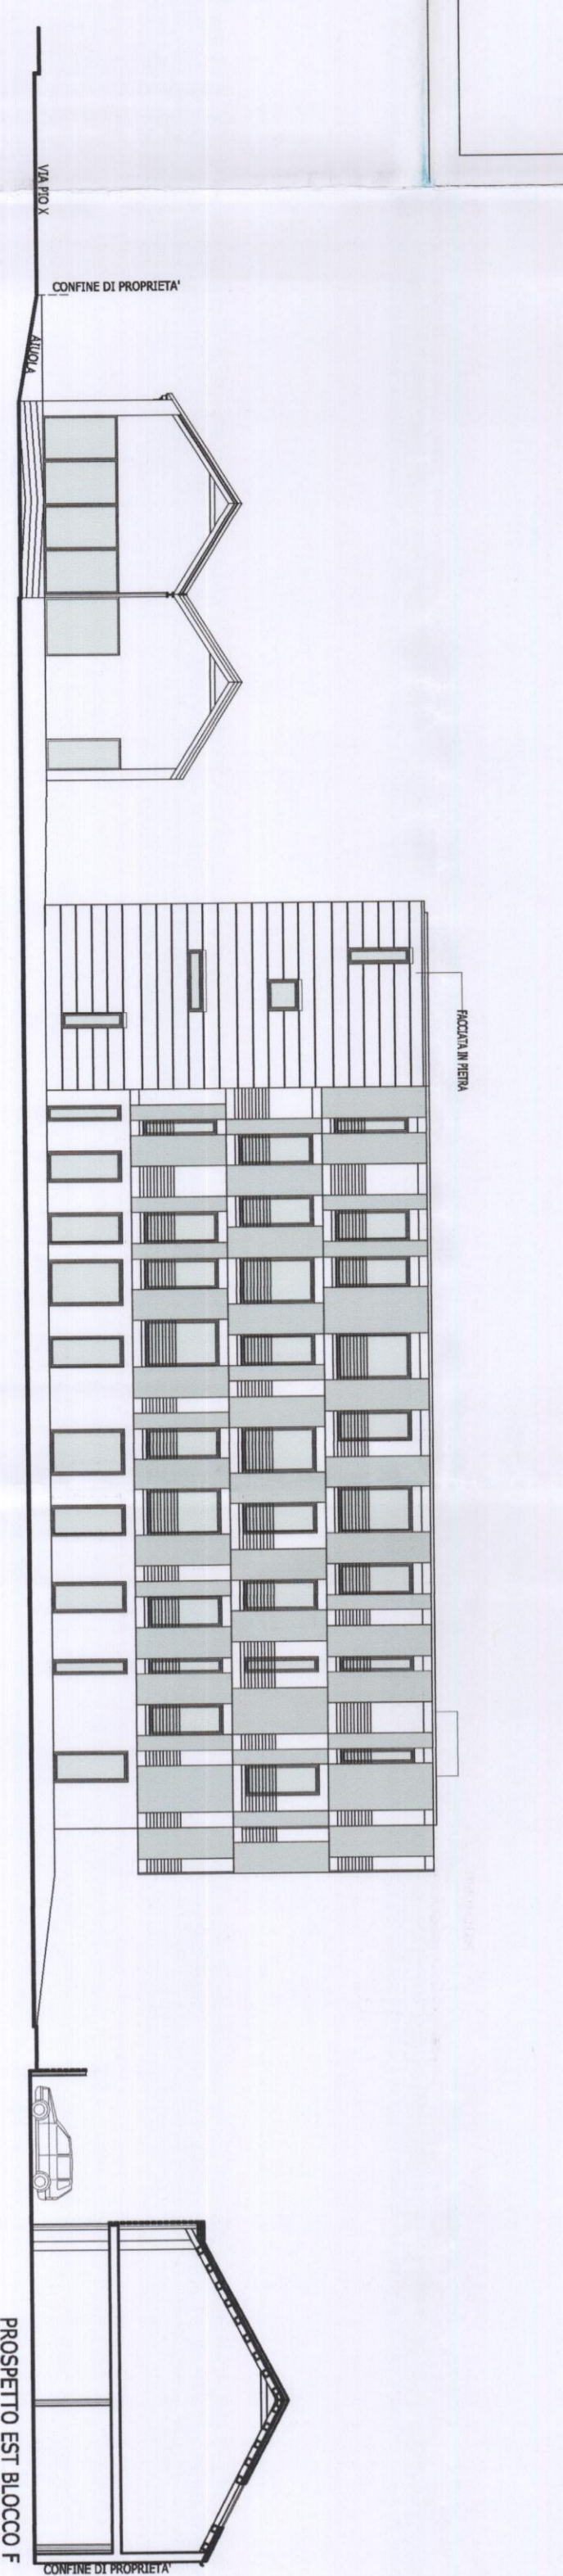 VIA PIO X
CONFINE DI PROPRIETA'
AIUOLA
FACCIATA IN PIETRA
CONFINE DI PROPRIETA'
PROSPETTO EST BLOCCO F